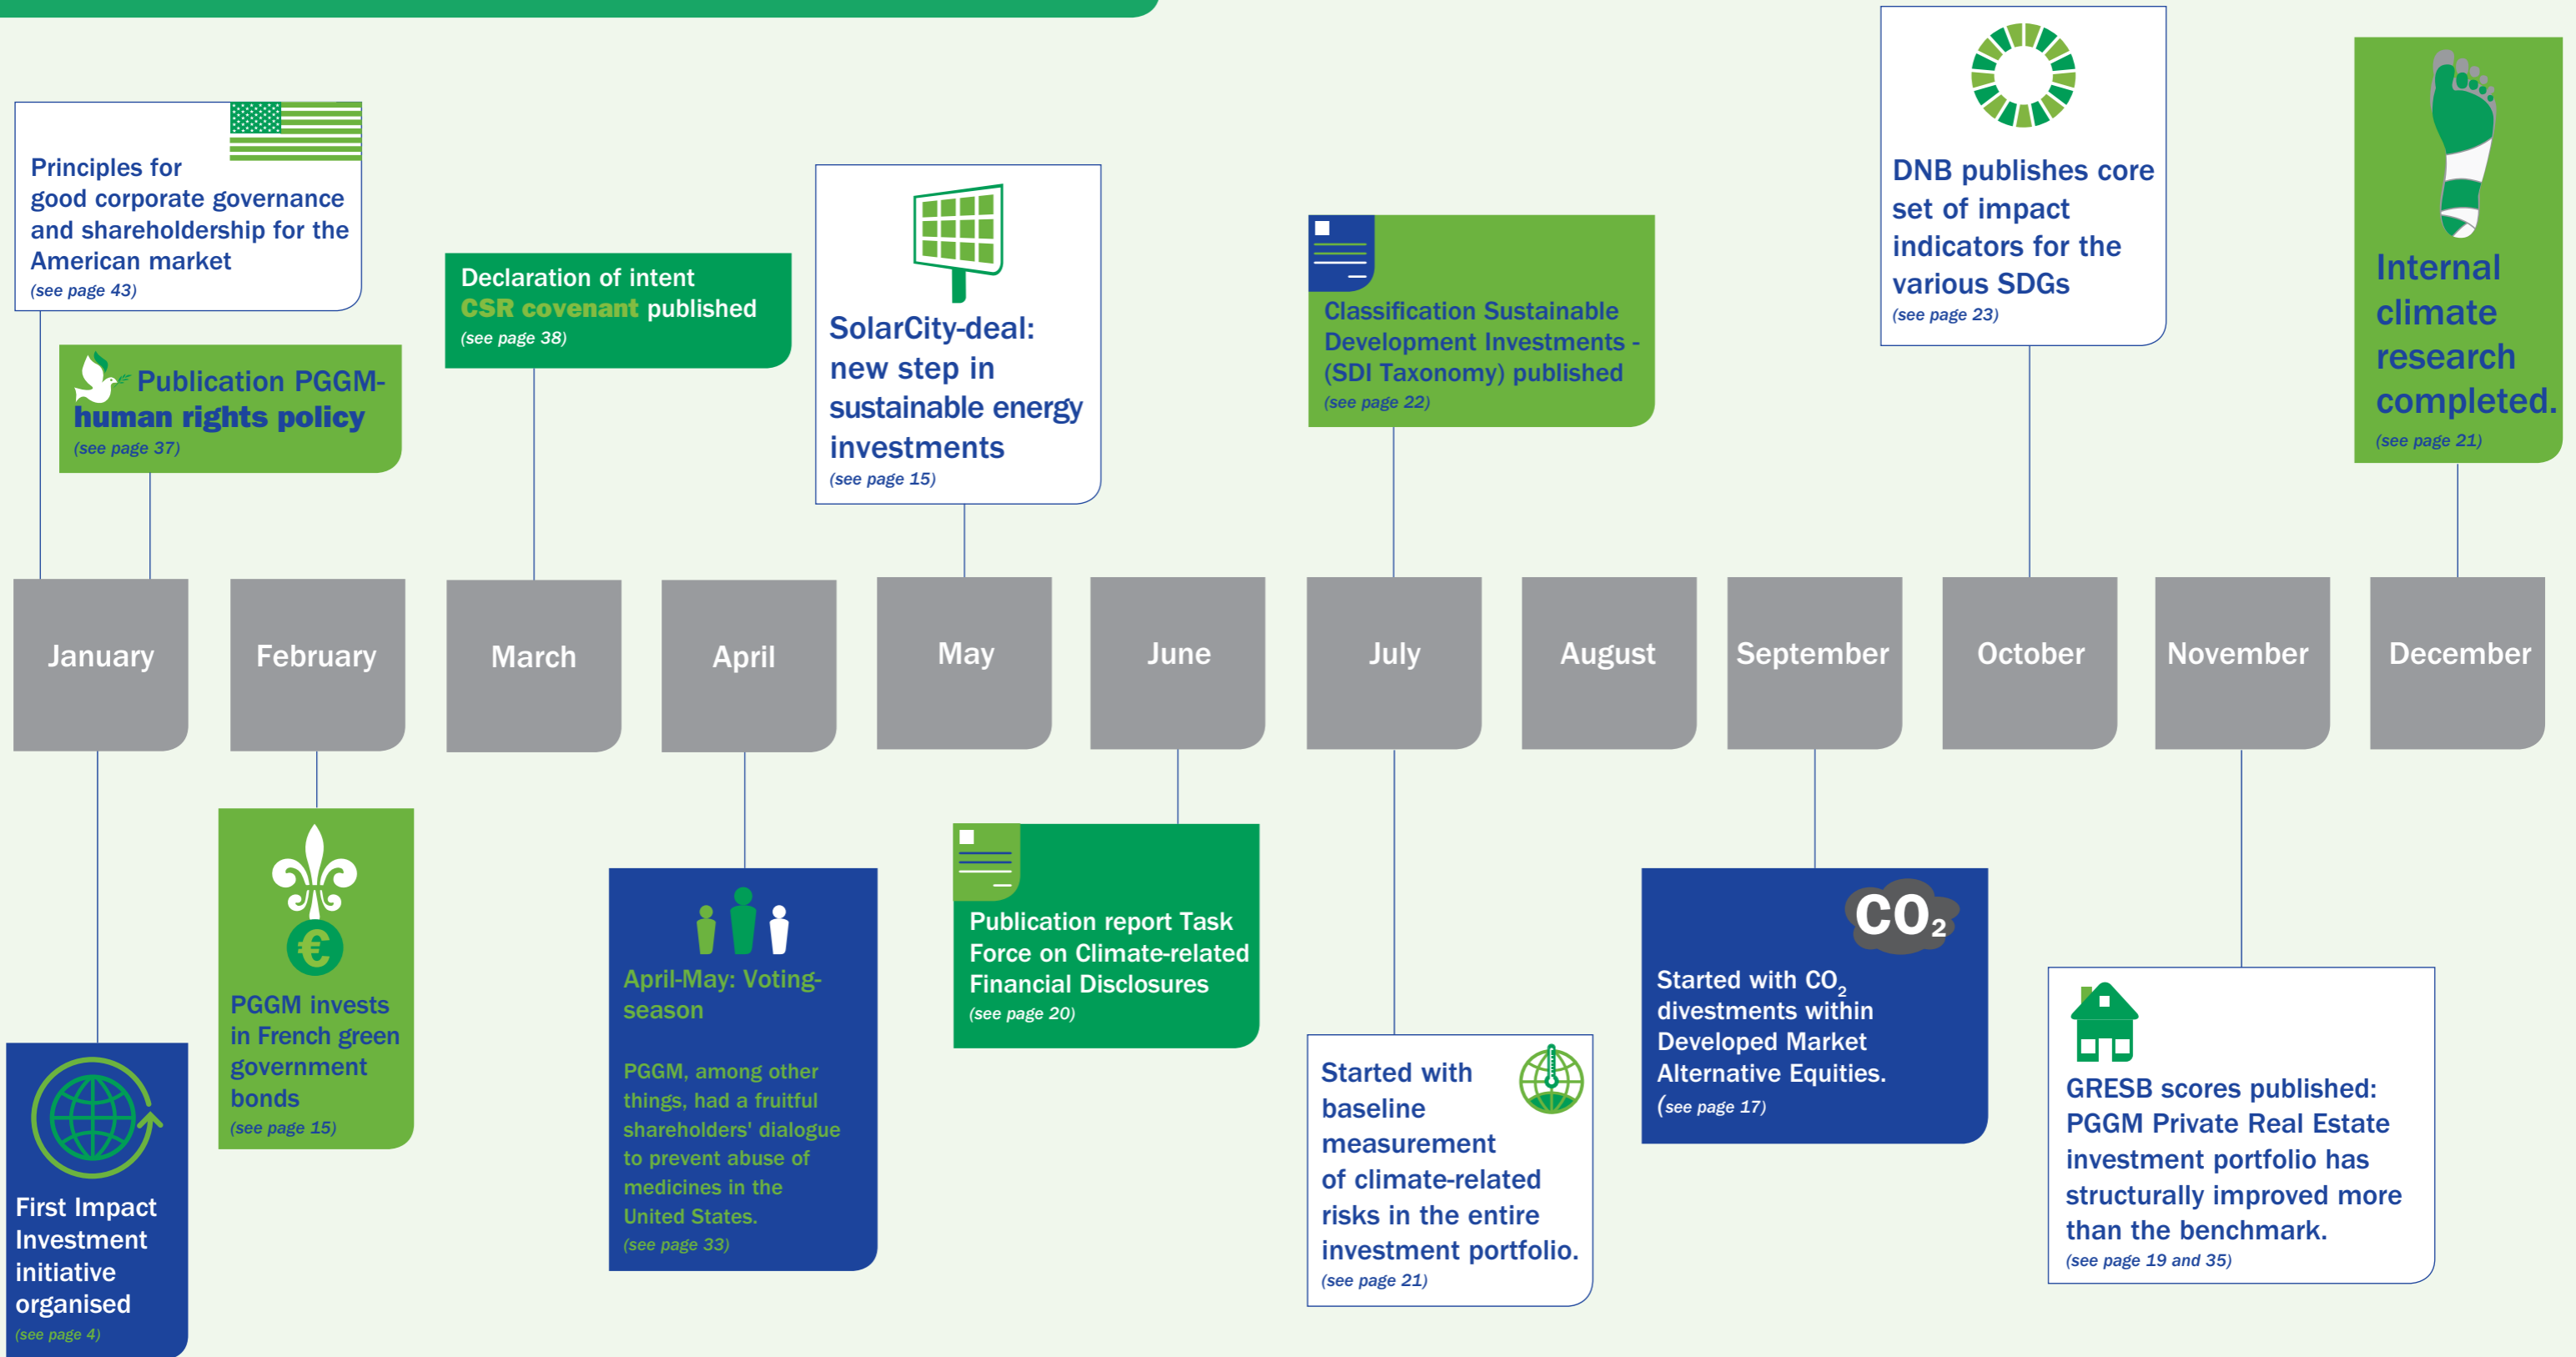 Principles for
good corporate governance
and shareholdership for the
American market
(see page 43)
Publication PGGM-
human rights policy
(see page 37)
Declaration of intent
CSR covenant published
(see page 38)
SolarCity-deal:
new step in
sustainable energy
investments
(see page 15)
Classification Sustainable
Development Investments -
(SDI Taxonomy) published
(see page 22)
DNB publishes core
set of impact
indicators for the
various SDGs
(see page 23)
Internal
climate
research
completed.
(see page 21)
January
February
March
April
May
June
July
August
September
October
November
December
First Impact
Investment
initiative
organised
(see page 4)
€
PGGM invests
in French green
government
bonds
(see page 15)
April-May: Voting-
season
PGGM, among other
things, had a fruitful
shareholders' dialogue
to prevent abuse of
medicines in the
United States.
(see page 33)
Publication report Task
Force on Climate-related
Financial Disclosures
(see page 20)
Started with
baseline
measurement
of climate-related
risks in the entire
investment portfolio.
(see page 21)
CO₂
Started with CO₂
divestments within
Developed Market
Alternative Equities.
(see page 17)
GRESB scores published:
PGGM Private Real Estate
investment portfolio has
structurally improved more
than the benchmark.
(see page 19 and 35)